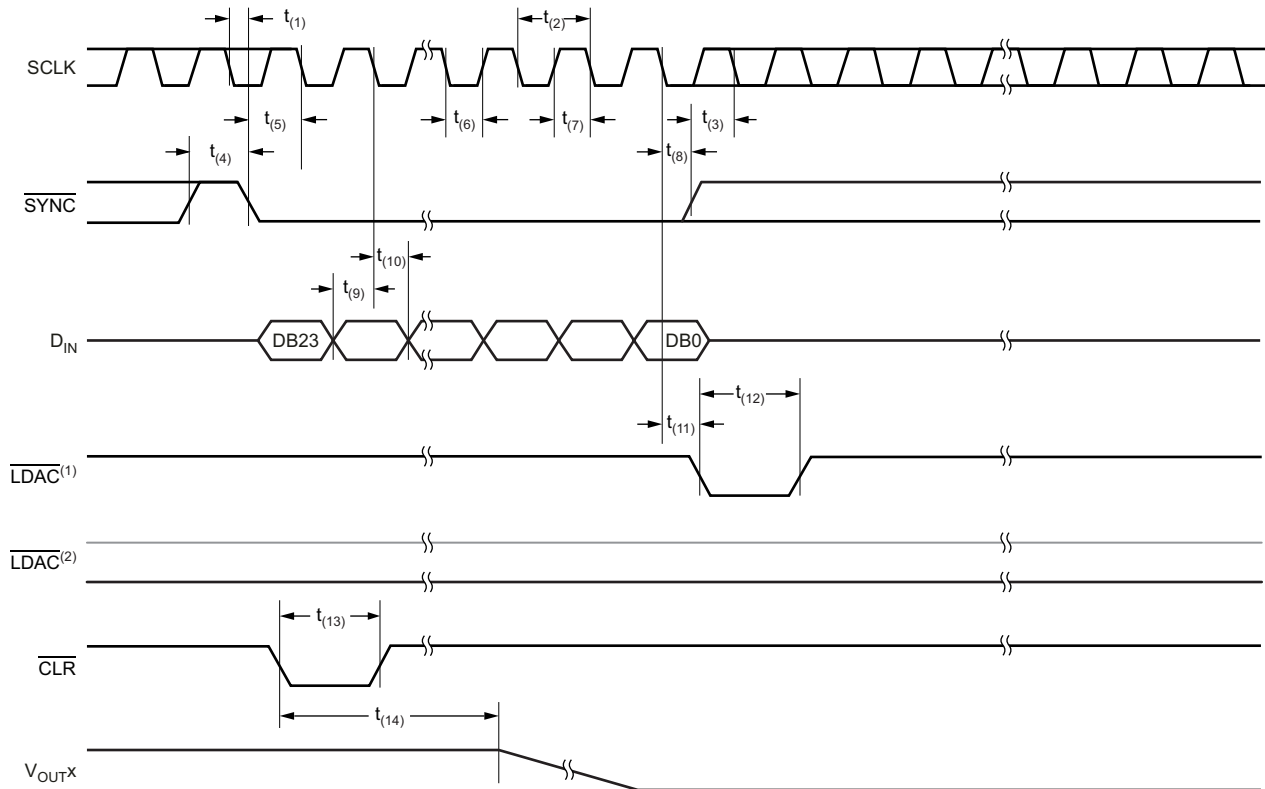 t(1)
t(2)
SCLK
t(5)
t(6)
t(7)
t(3)
t(4)
t(8)
SYNC
t(10)
t(9)
DIN
DB23
DB0
t(12)
t(11)
LDAC(1)
LDAC(2)
t(13)
CLR
t(14)
VOUTx